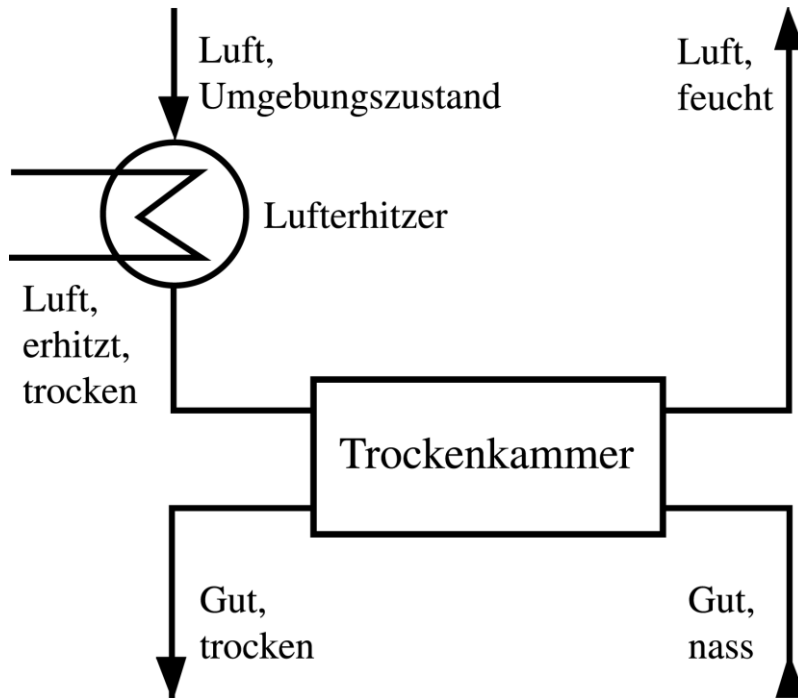 Luft,
Umgebungszustand
Luft,
feucht
Lufterhitzer
Luft,
erhitzt,
trocken
Trockenkammer
Gut,
trocken
Gut,
nass